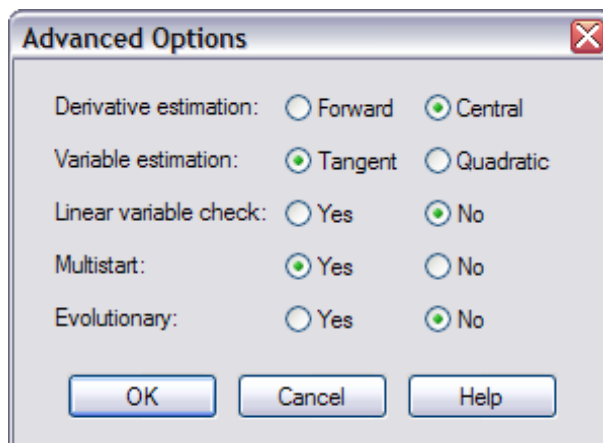 Advanced Options
Derivative estimation: Forward Central
Variable estimation: Tangent Quadratic
Linear variable check: Yes No
Multistart: Yes No
Evolutionary: Yes No
OK Cancel Help